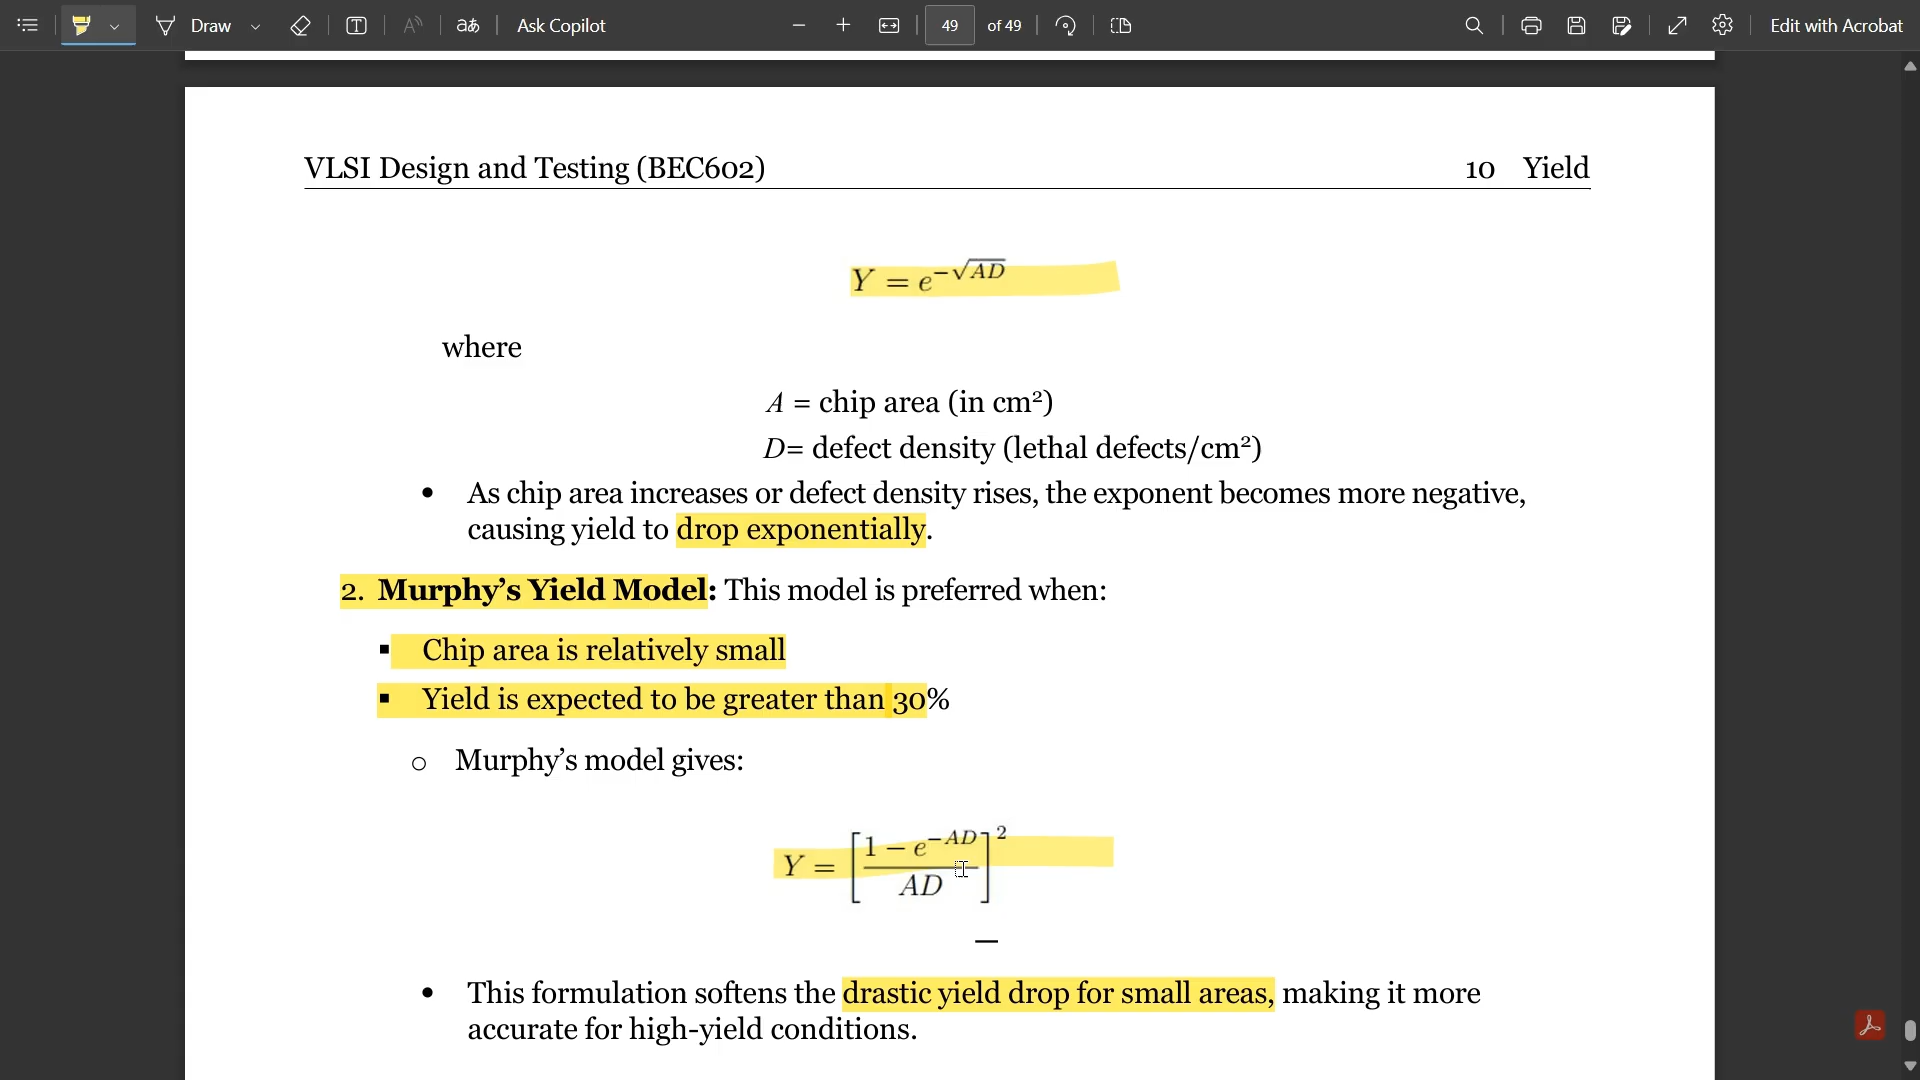 Draw
T
aあ
Ask Copilot
49
of 49
Edit with Acrobat
VLSI Design and Testing (BEC602)
10 Yield
Y = e^{-√AD}
where
A = chip area (in cm²)
D= defect density (lethal defects/cm²)
• As chip area increases or defect density rises, the exponent becomes more negative,
causing yield to drop exponentially.
2. Murphy’s Yield Model: This model is preferred when:
▪ Chip area is relatively small
▪ Yield is expected to be greater than 30%
o Murphy’s model gives:
Y = [(1 − e^{−AD})/AD]²
• This formulation softens the drastic yield drop for small areas, making it more
accurate for high-yield conditions.